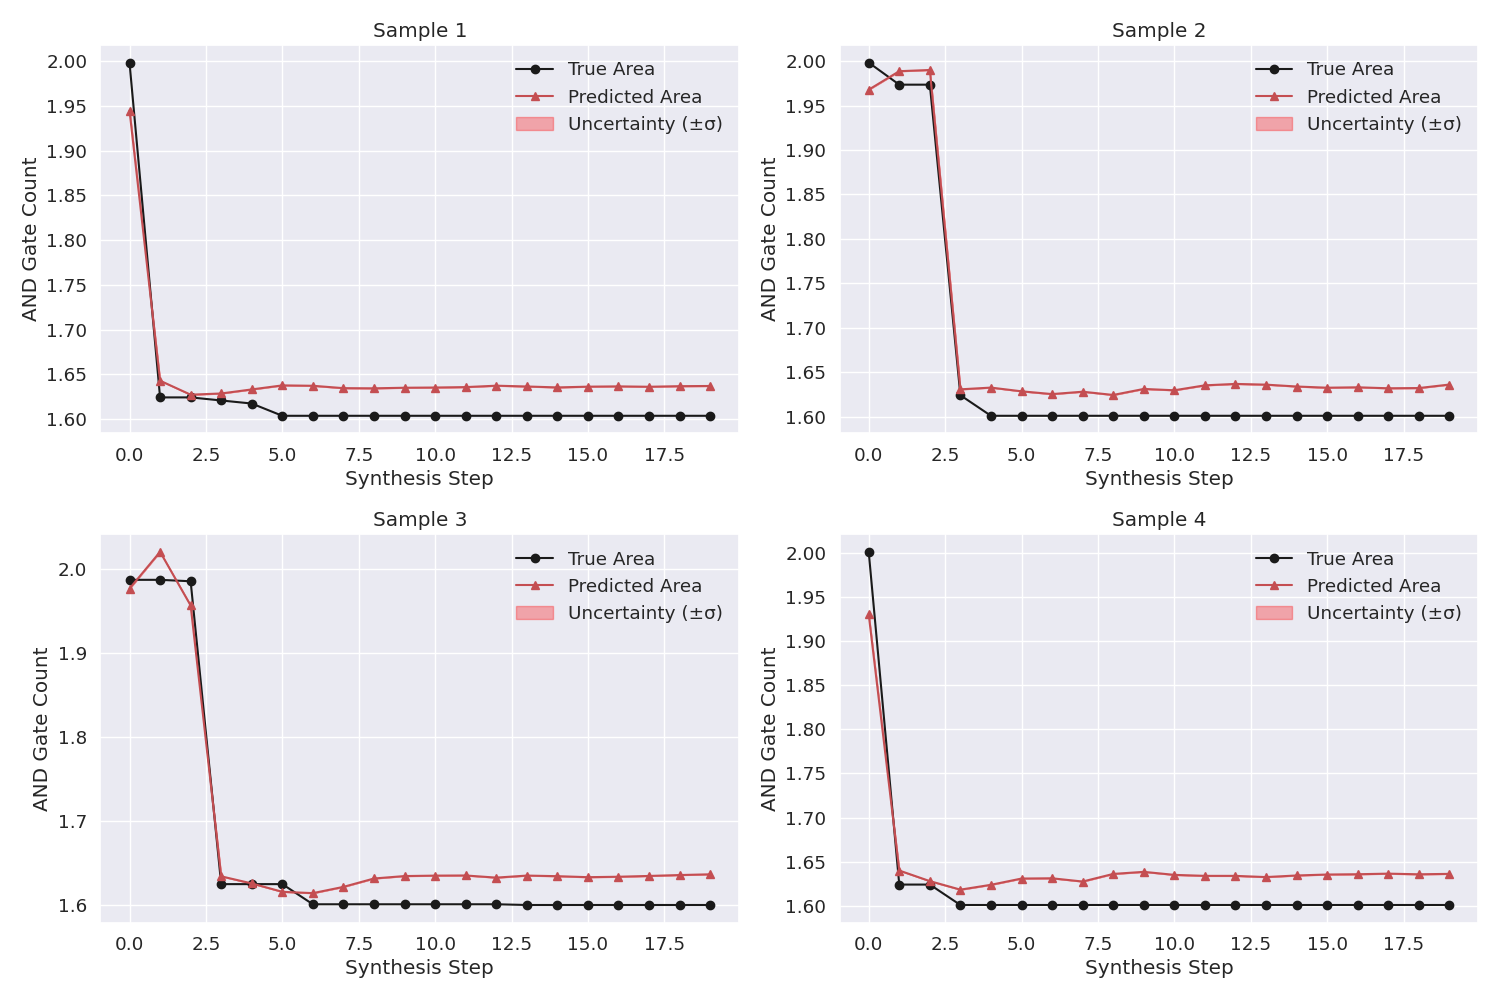 Sample 1
True Area
Predicted Area
Uncertainty (±σ)
2.00
1.95
1.90
1.85
1.80
1.75
1.70
1.65
1.60
AND Gate Count
0.0 2.5 5.0 7.5 10.0 12.5 15.0 17.5
Synthesis Step
Sample 2
True Area
Predicted Area
Uncertainty (±σ)
2.00
1.95
1.90
1.85
1.80
1.75
1.70
1.65
1.60
AND Gate Count
0.0 2.5 5.0 7.5 10.0 12.5 15.0 17.5
Synthesis Step
Sample 3
True Area
Predicted Area
Uncertainty (±σ)
2.0
1.9
1.8
1.7
1.6
AND Gate Count
0.0 2.5 5.0 7.5 10.0 12.5 15.0 17.5
Synthesis Step
Sample 4
True Area
Predicted Area
Uncertainty (±σ)
2.00
1.95
1.90
1.85
1.80
1.75
1.70
1.65
1.60
AND Gate Count
0.0 2.5 5.0 7.5 10.0 12.5 15.0 17.5
Synthesis Step